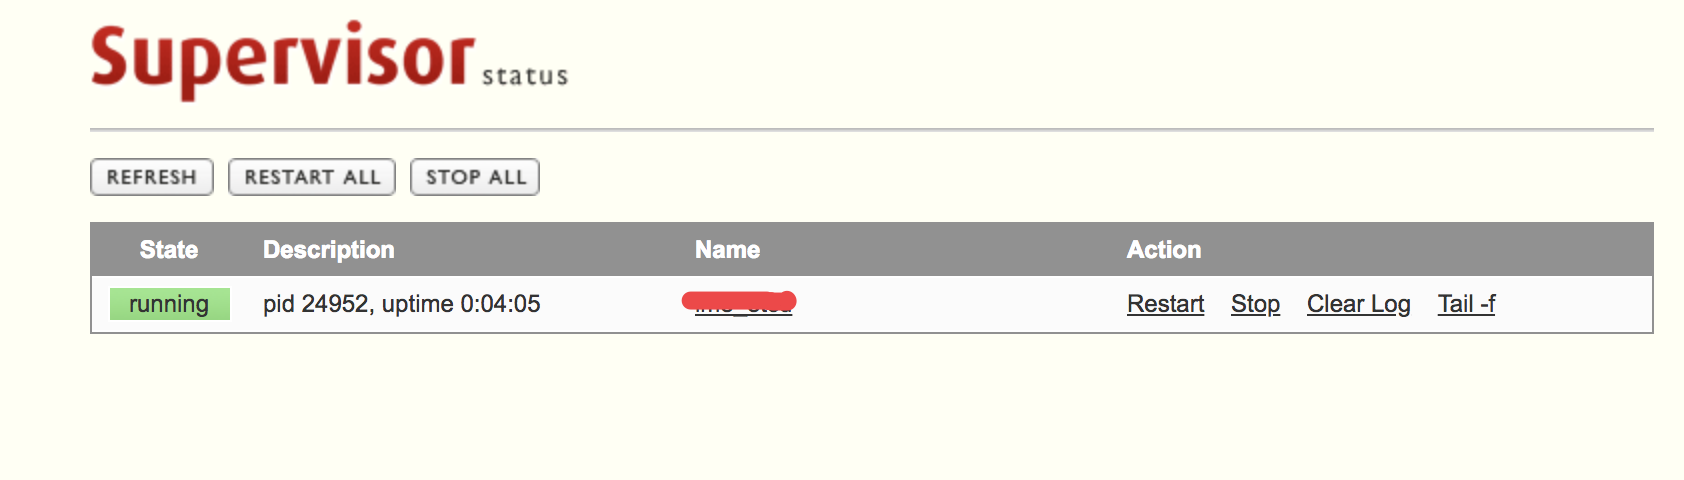 Supervisor status
REFRESH RESTART ALL STOP ALL
State Description Name Action
running pid 24952, uptime 0:04:05 Restart Stop Clear Log Tail -f